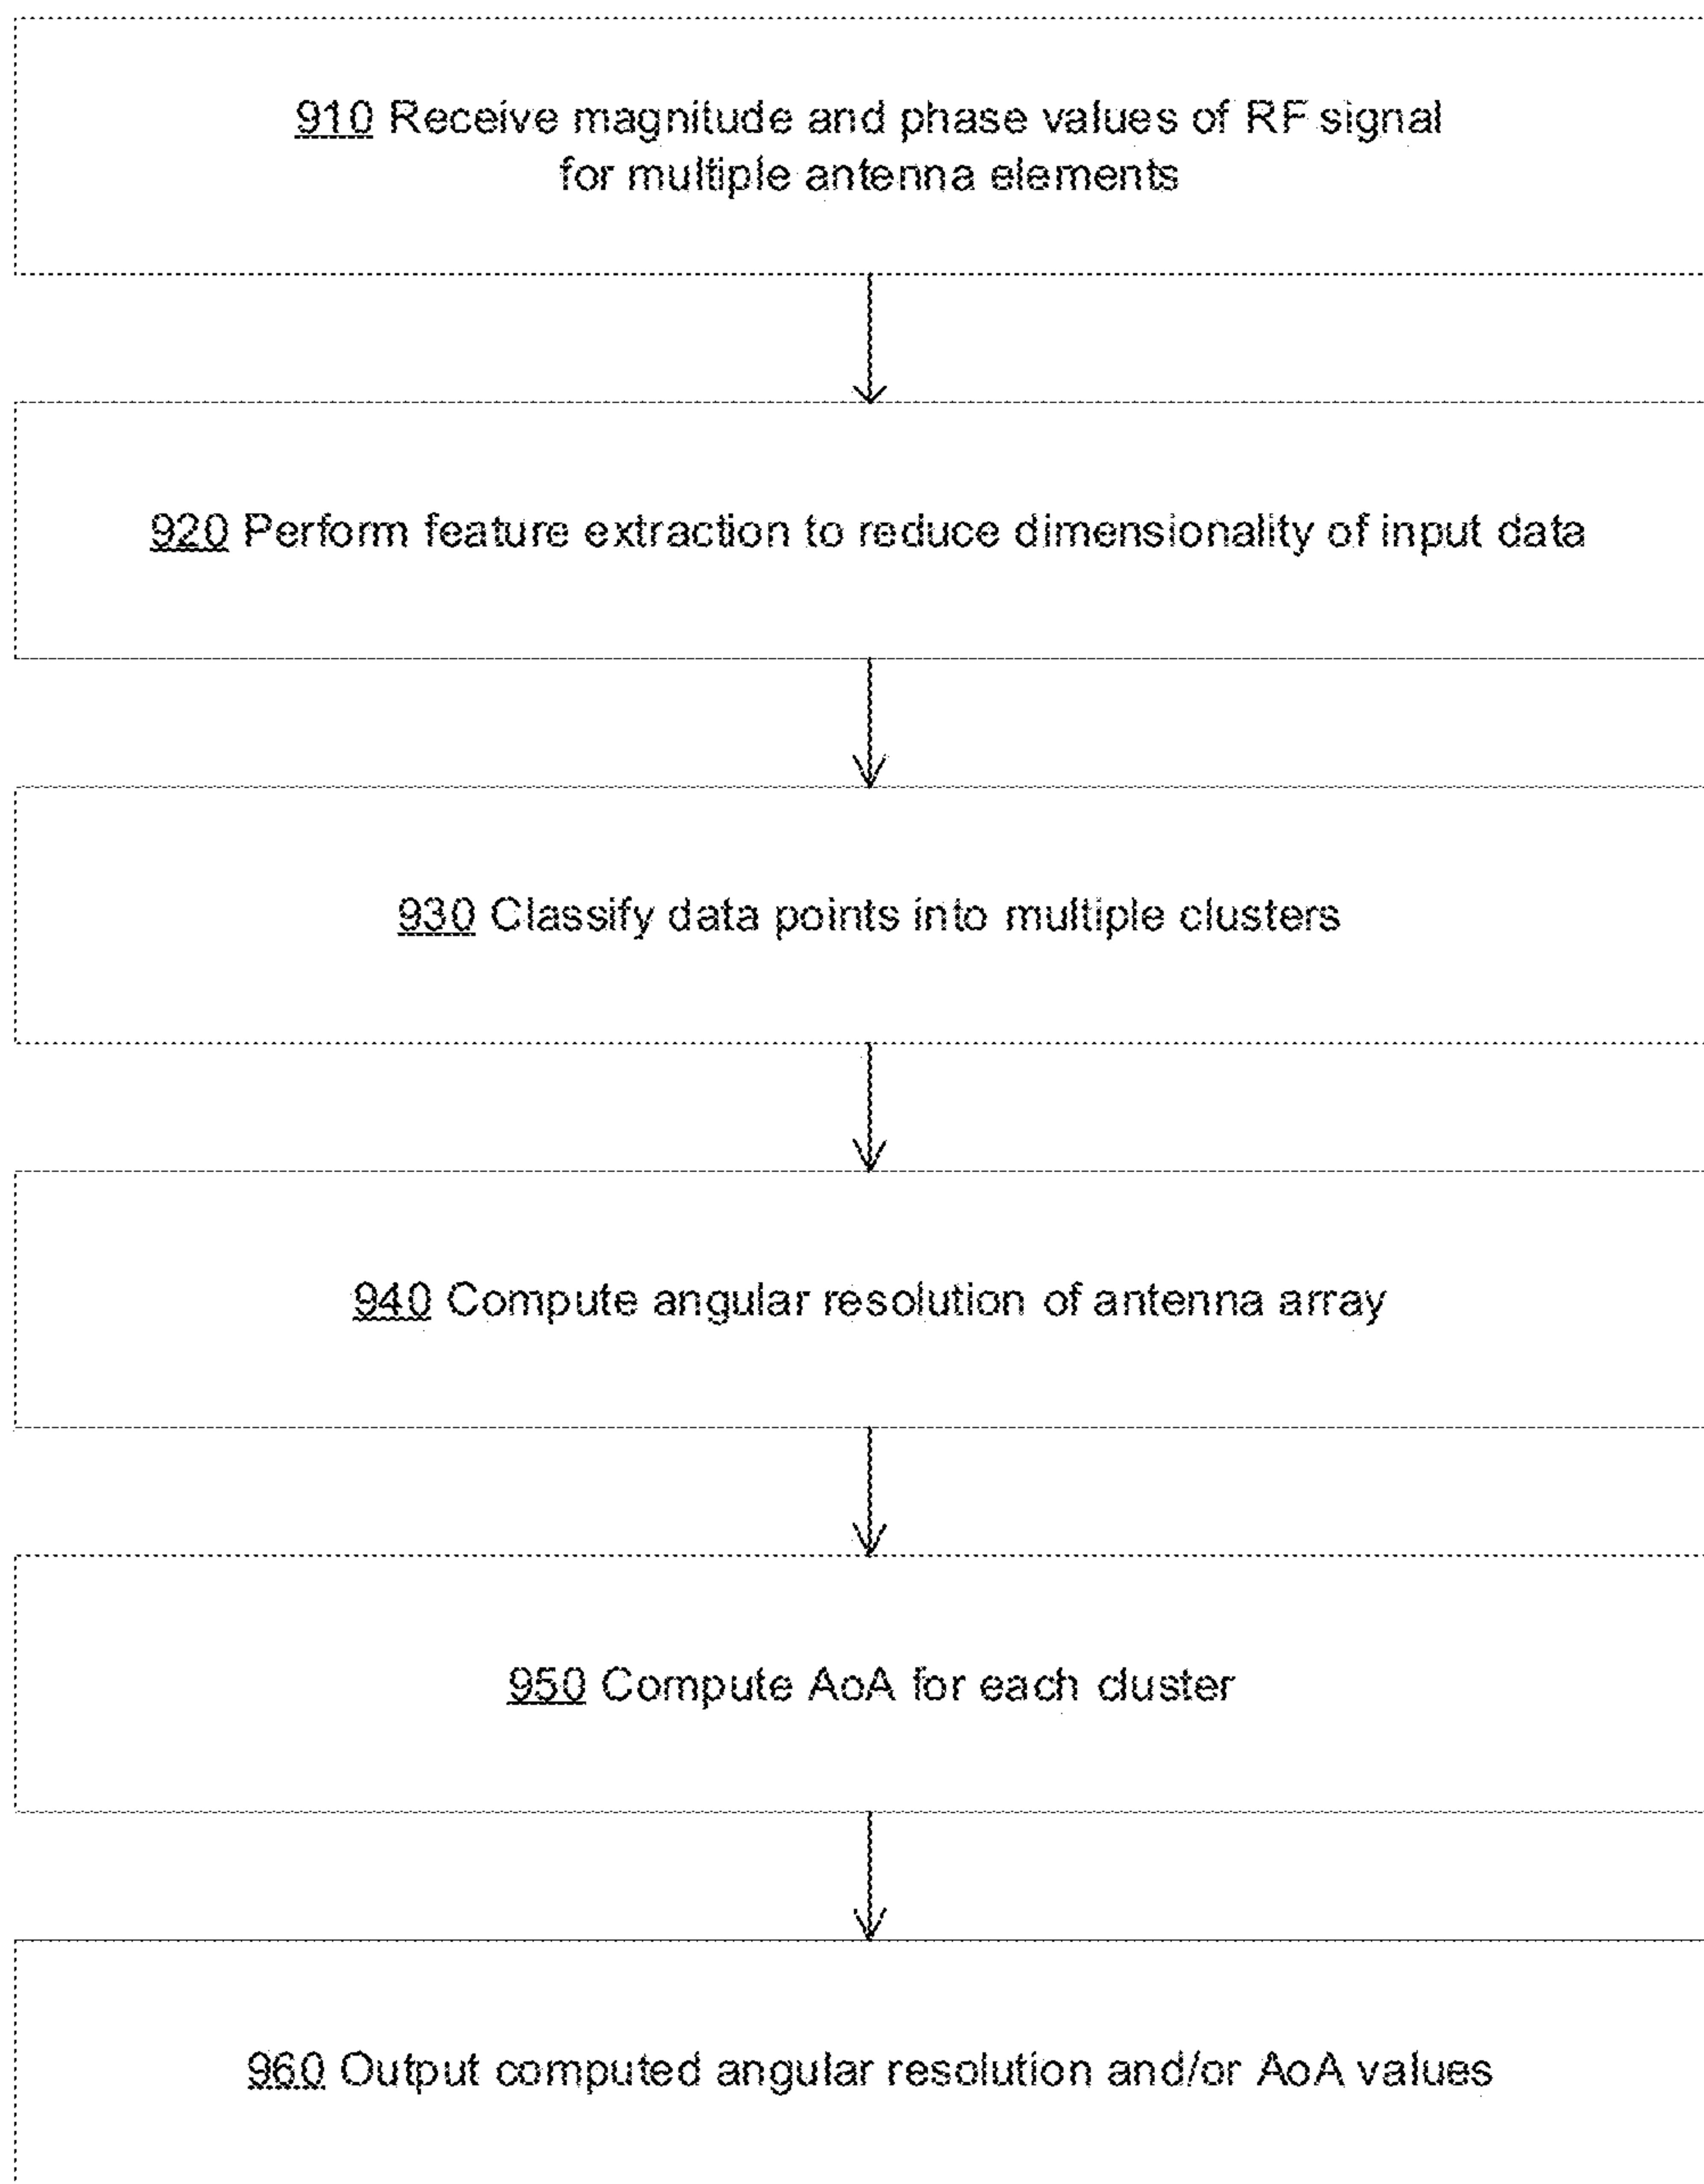 910 Receive magnitude and phase values of RF signal
for multiple antenna elements
920 Perform feature extraction to reduce dimensionality of input data
930 Classify data points into multiple clusters
940 Compute angular resolution of antenna array
950 Compute AoA for each cluster
960 Output computed angular resolution and/or AoA values